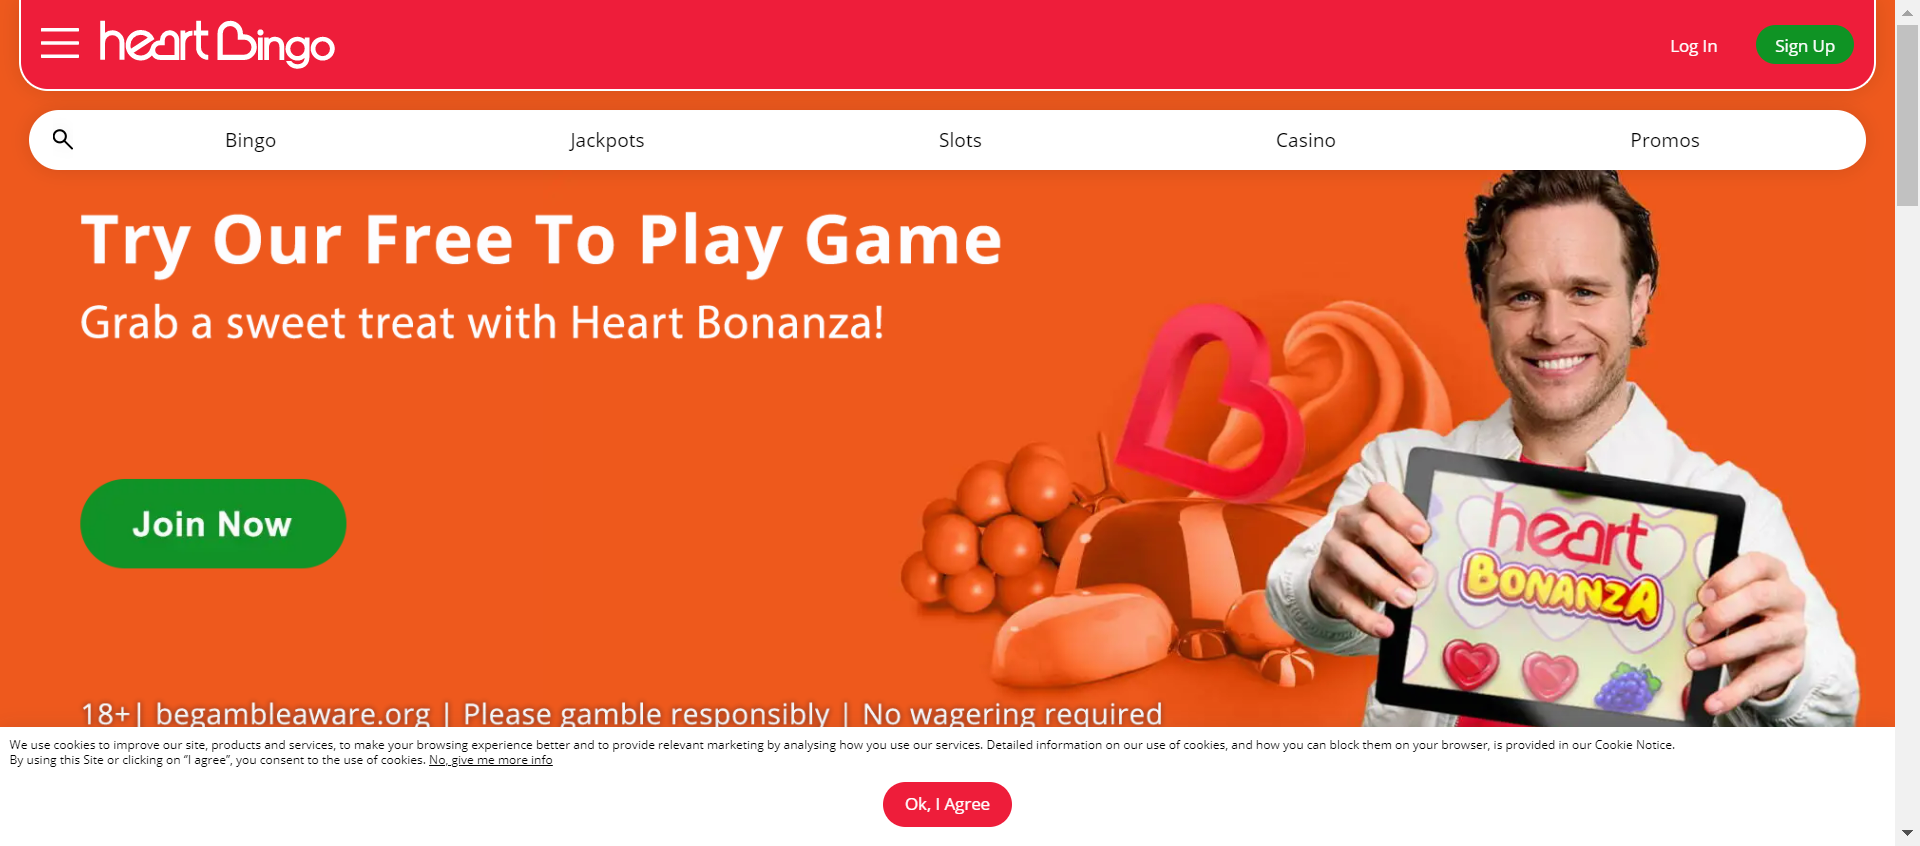 heart Bingo
Log In
Sign Up
Bingo
Jackpots
Slots
Casino
Promos
Try Our Free To Play Game
Grab a sweet treat with Heart Bonanza!
Join Now
heart
BONANZA
18+| begambleaware.org | Please gamble responsibly | No wagering required
We use cookies to improve our site, products and services, to make your browsing experience better and to provide relevant marketing by analysing how you use our services. Detailed information on our use of cookies, and how you can block them on your browser, is provided in our Cookie Notice.
By using this Site or clicking on “I agree”, you consent to the use of cookies. No, give me more info
Ok, I Agree